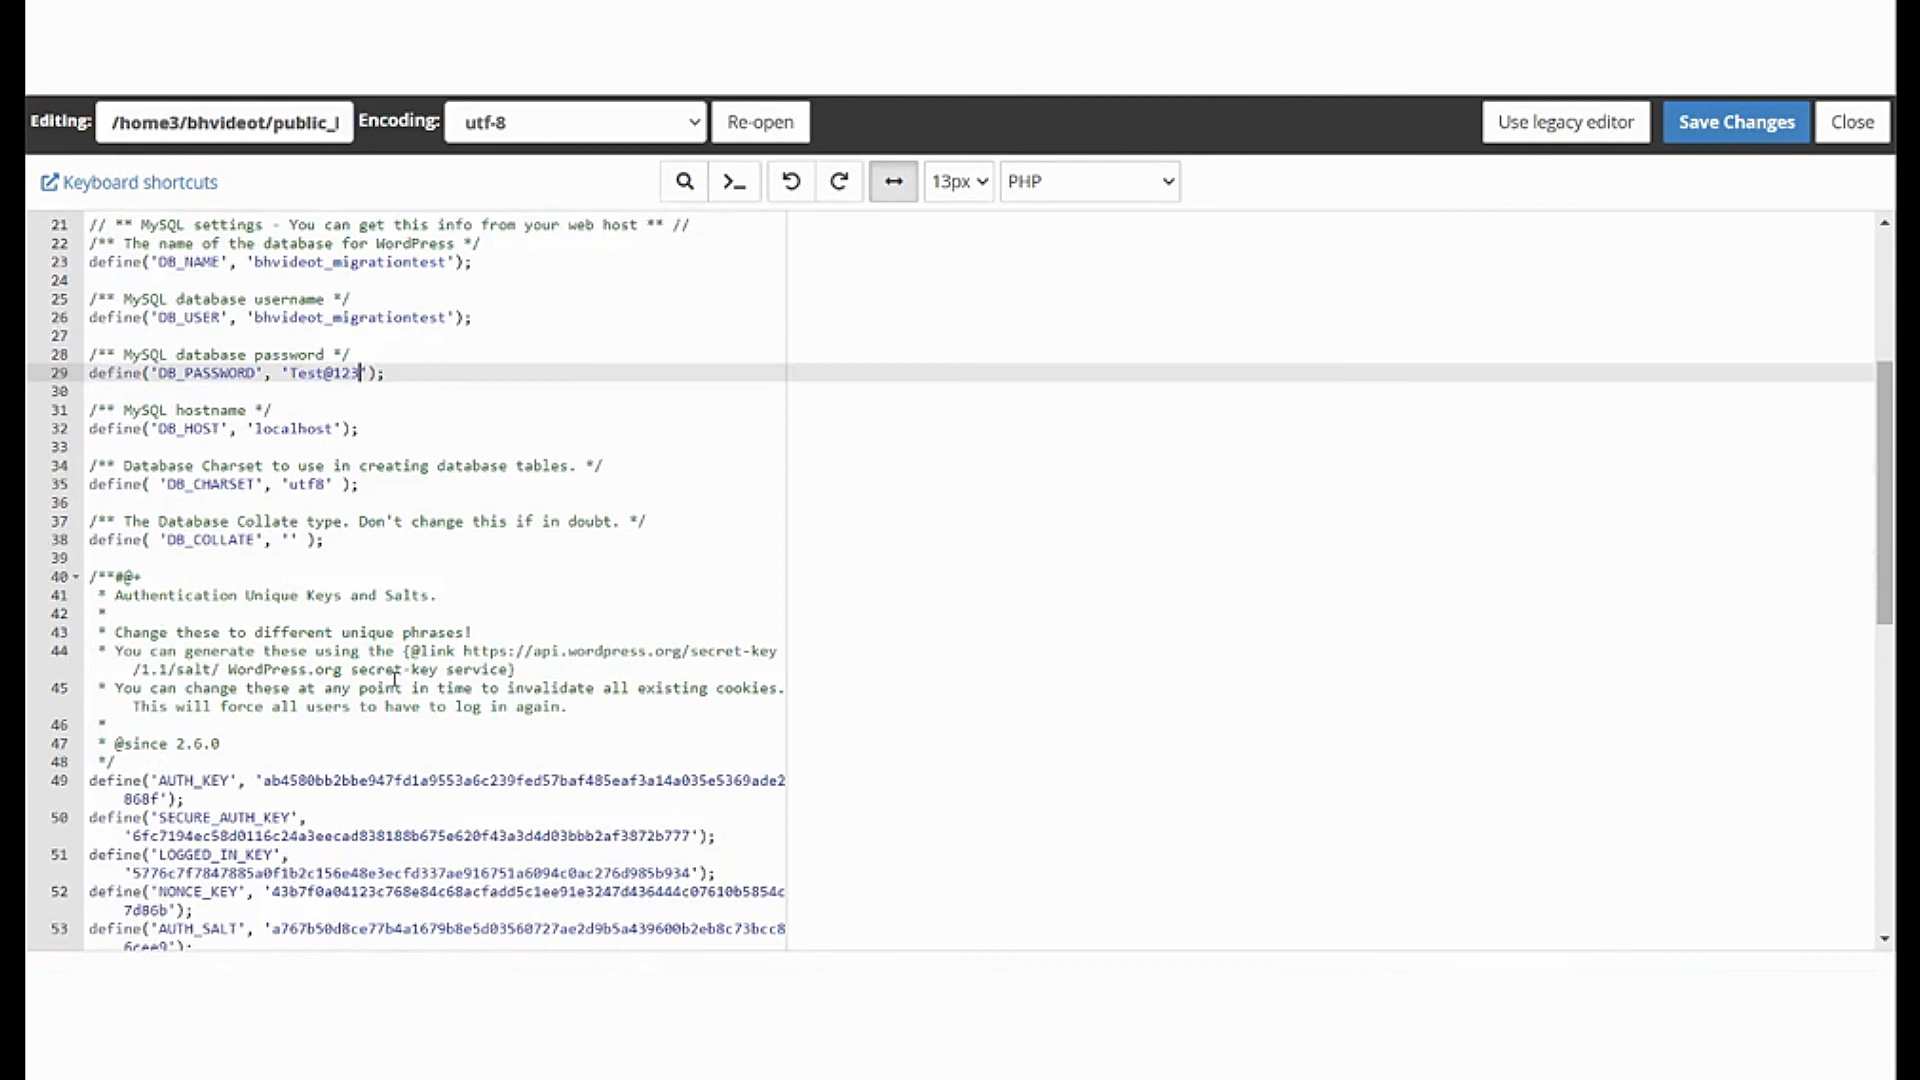 Editing: /home3/bhvideot/public_l Encoding: utf-8 Re-open Use legacy editor Save Changes Close
Keyboard shortcuts 13px PHP
21 // ** MySQL settings - You can get this info from your web host ** //
22 /** The name of the database for WordPress */
23 define('DB_NAME', 'bhvideot_migrationtest');
24
25 /** MySQL database username */
26 define('DB_USER', 'bhvideot_migrationtest');
27
28 /** MySQL database password */
29 define('DB_PASSWORD', 'Test@123');
30
31 /** MySQL hostname */
32 define('DB_HOST', 'localhost');
33
34 /** Database Charset to use in creating database tables. */
35 define( 'DB_CHARSET', 'utf8' );
36
37 /** The Database Collate type. Don't change this if in doubt. */
38 define( 'DB_COLLATE', '' );
39
40 /**#@+
41 * Authentication Unique Keys and Salts.
42 *
43 * Change these to different unique phrases!
44 * You can generate these using the {@link https://api.wordpress.org/secret-key
/1.1/salt/ WordPress.org secret-key service}
45 * You can change these at any point in time to invalidate all existing cookies.
This will force all users to have to log in again.
46 *
47 * @since 2.6.0
48 */
49 define('AUTH_KEY', 'ab4580bb2bbe947fd1a9553a6c239fed57baf485eaf3a14a035e5369ade2
868f');
50 define('SECURE_AUTH_KEY',
'6fc7194ec58d0116c24a3eecad838188b675e620f43a3d4d03bbb2af3872b777');
51 define('LOGGED_IN_KEY',
'5776c7f7847885a0f1b2c156e48e3ecfd337ae916751a6094c0ac276d985b934');
52 define('NONCE_KEY', '43b7f0a04123c768e84c68acfadd5c1ee91e3247d436444c07610b5854c
7d86b');
53 define('AUTH_SALT', 'a767b50d8ce77b4a1679b8e5d03560727ae2d9b5a439600b2eb8c73bcc8
6cee9');